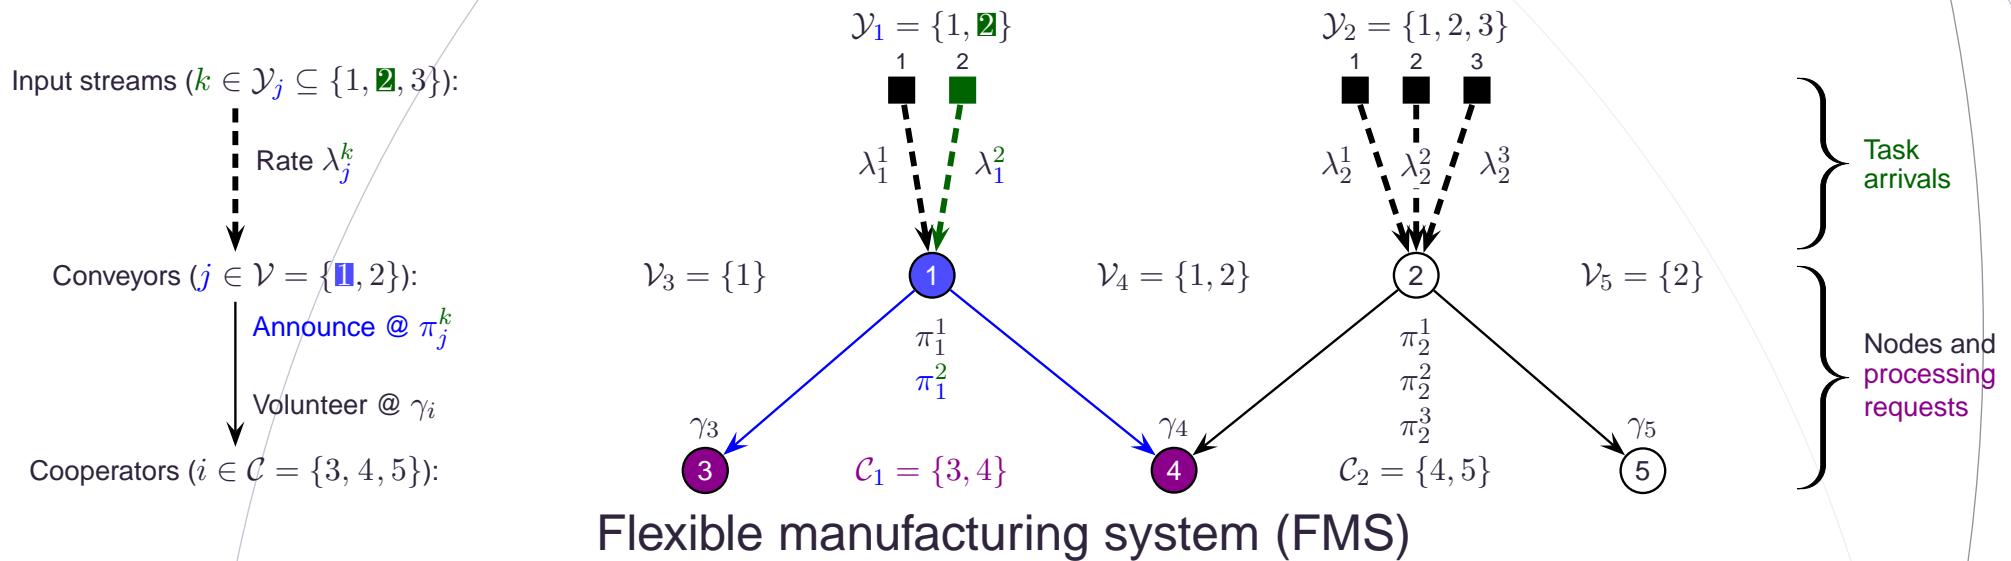 𝒴₁ = {1, 2}
𝒴₂ = {1, 2, 3}
1 2
1 2 3
Input streams (k ∈ 𝒴ⱼ ⊆ {1, 2, 3}):
Rate λⱼᵏ
λ₁¹ λ₁²
λ₂¹ λ₂² λ₂³
Task
arrivals
Conveyors (j ∈ 𝒱 = {1, 2}):
𝒱₃ = {1}
1
𝒱₄ = {1, 2}
2
𝒱₅ = {2}
Announce @ πⱼᵏ
π₁¹
π₁²
π₂¹
π₂²
π₂³
Nodes and
processing
requests
Volunteer @ γᵢ
γ₃
γ₄
γ₅
Cooperators (i ∈ 𝒞 = {3, 4, 5}):
3
𝒞₁ = {3, 4}
4
𝒞₂ = {4, 5}
5
Flexible manufacturing system (FMS)